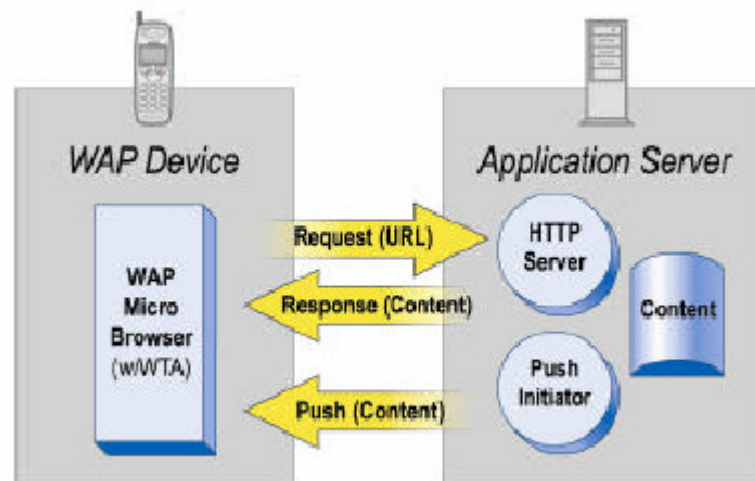 WAP Device
Application Server
WAP
Micro
Browser
(w/WTA)
Request (URL)
Response (Content)
Push (Content)
HTTP
Server
Content
Push
Initiator